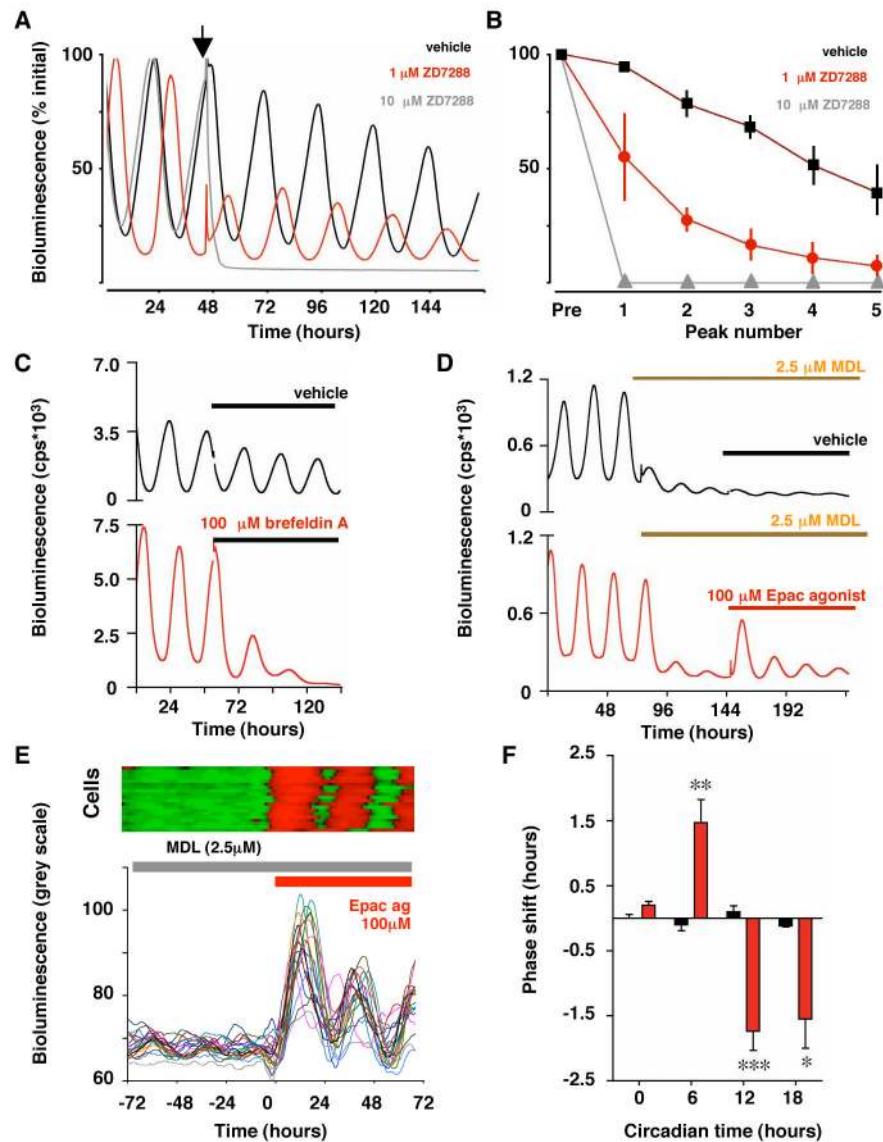 A
vehicle
1 µM ZD7288
10 µM ZD7288
100
50
Bioluminescence (% initial)
24 48 72 96 120 144
Time (hours)
B
vehicle
1 µM ZD7288
10 µM ZD7288
100
50
Pre 1 2 3 4 5
Peak number
C
7.0
vehicle
3.5
0
7.5
100 µM brefeldin A
5.0
2.5
0
Bioluminescence (cps*10³)
24 72 120
Time (hours)
D
2.5 µM MDL
1.2
vehicle
0.6
0
2.5 µM MDL
1.2
100 µM Epac agonist
0.6
0
Bioluminescence (cps*10³)
48 96 144 192
Time (hours)
E
Cells
MDL (2.5µM)
Epac ag
100µM
100
80
60
Bioluminescence (grey scale)
-72 -48 -24 0 24 48 72
Time (hours)
F
2.5
**
1.5
0.5
-0.5
-1.5
*** *
-2.5
Phase shift (hours)
0 6 12 18
Circadian time (hours)